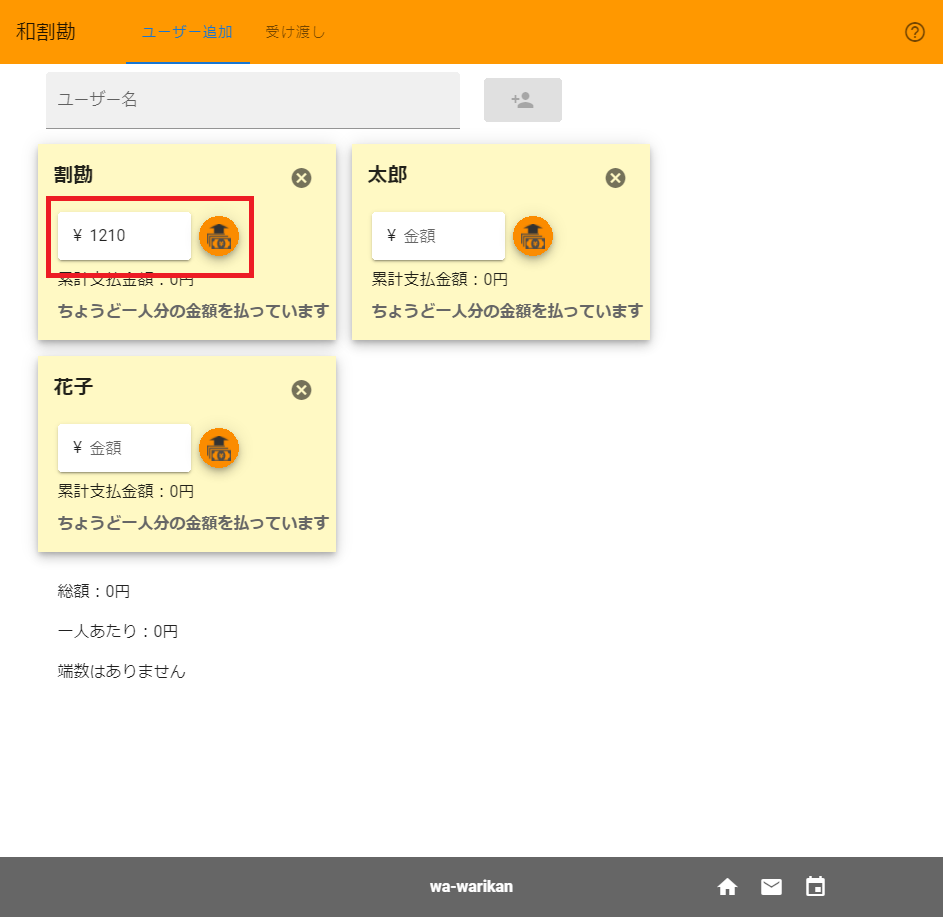 和割勘 ユーザー追加 受け渡し
ユーザー名
割勘
¥ 1210
累計支払金額：0円
ちょうど一人分の金額を払っています
太郎
¥ 金額
累計支払金額：0円
ちょうど一人分の金額を払っています
花子
¥ 金額
累計支払金額：0円
ちょうど一人分の金額を払っています
総額：0円
一人あたり：0円
端数はありません
wa-warikan